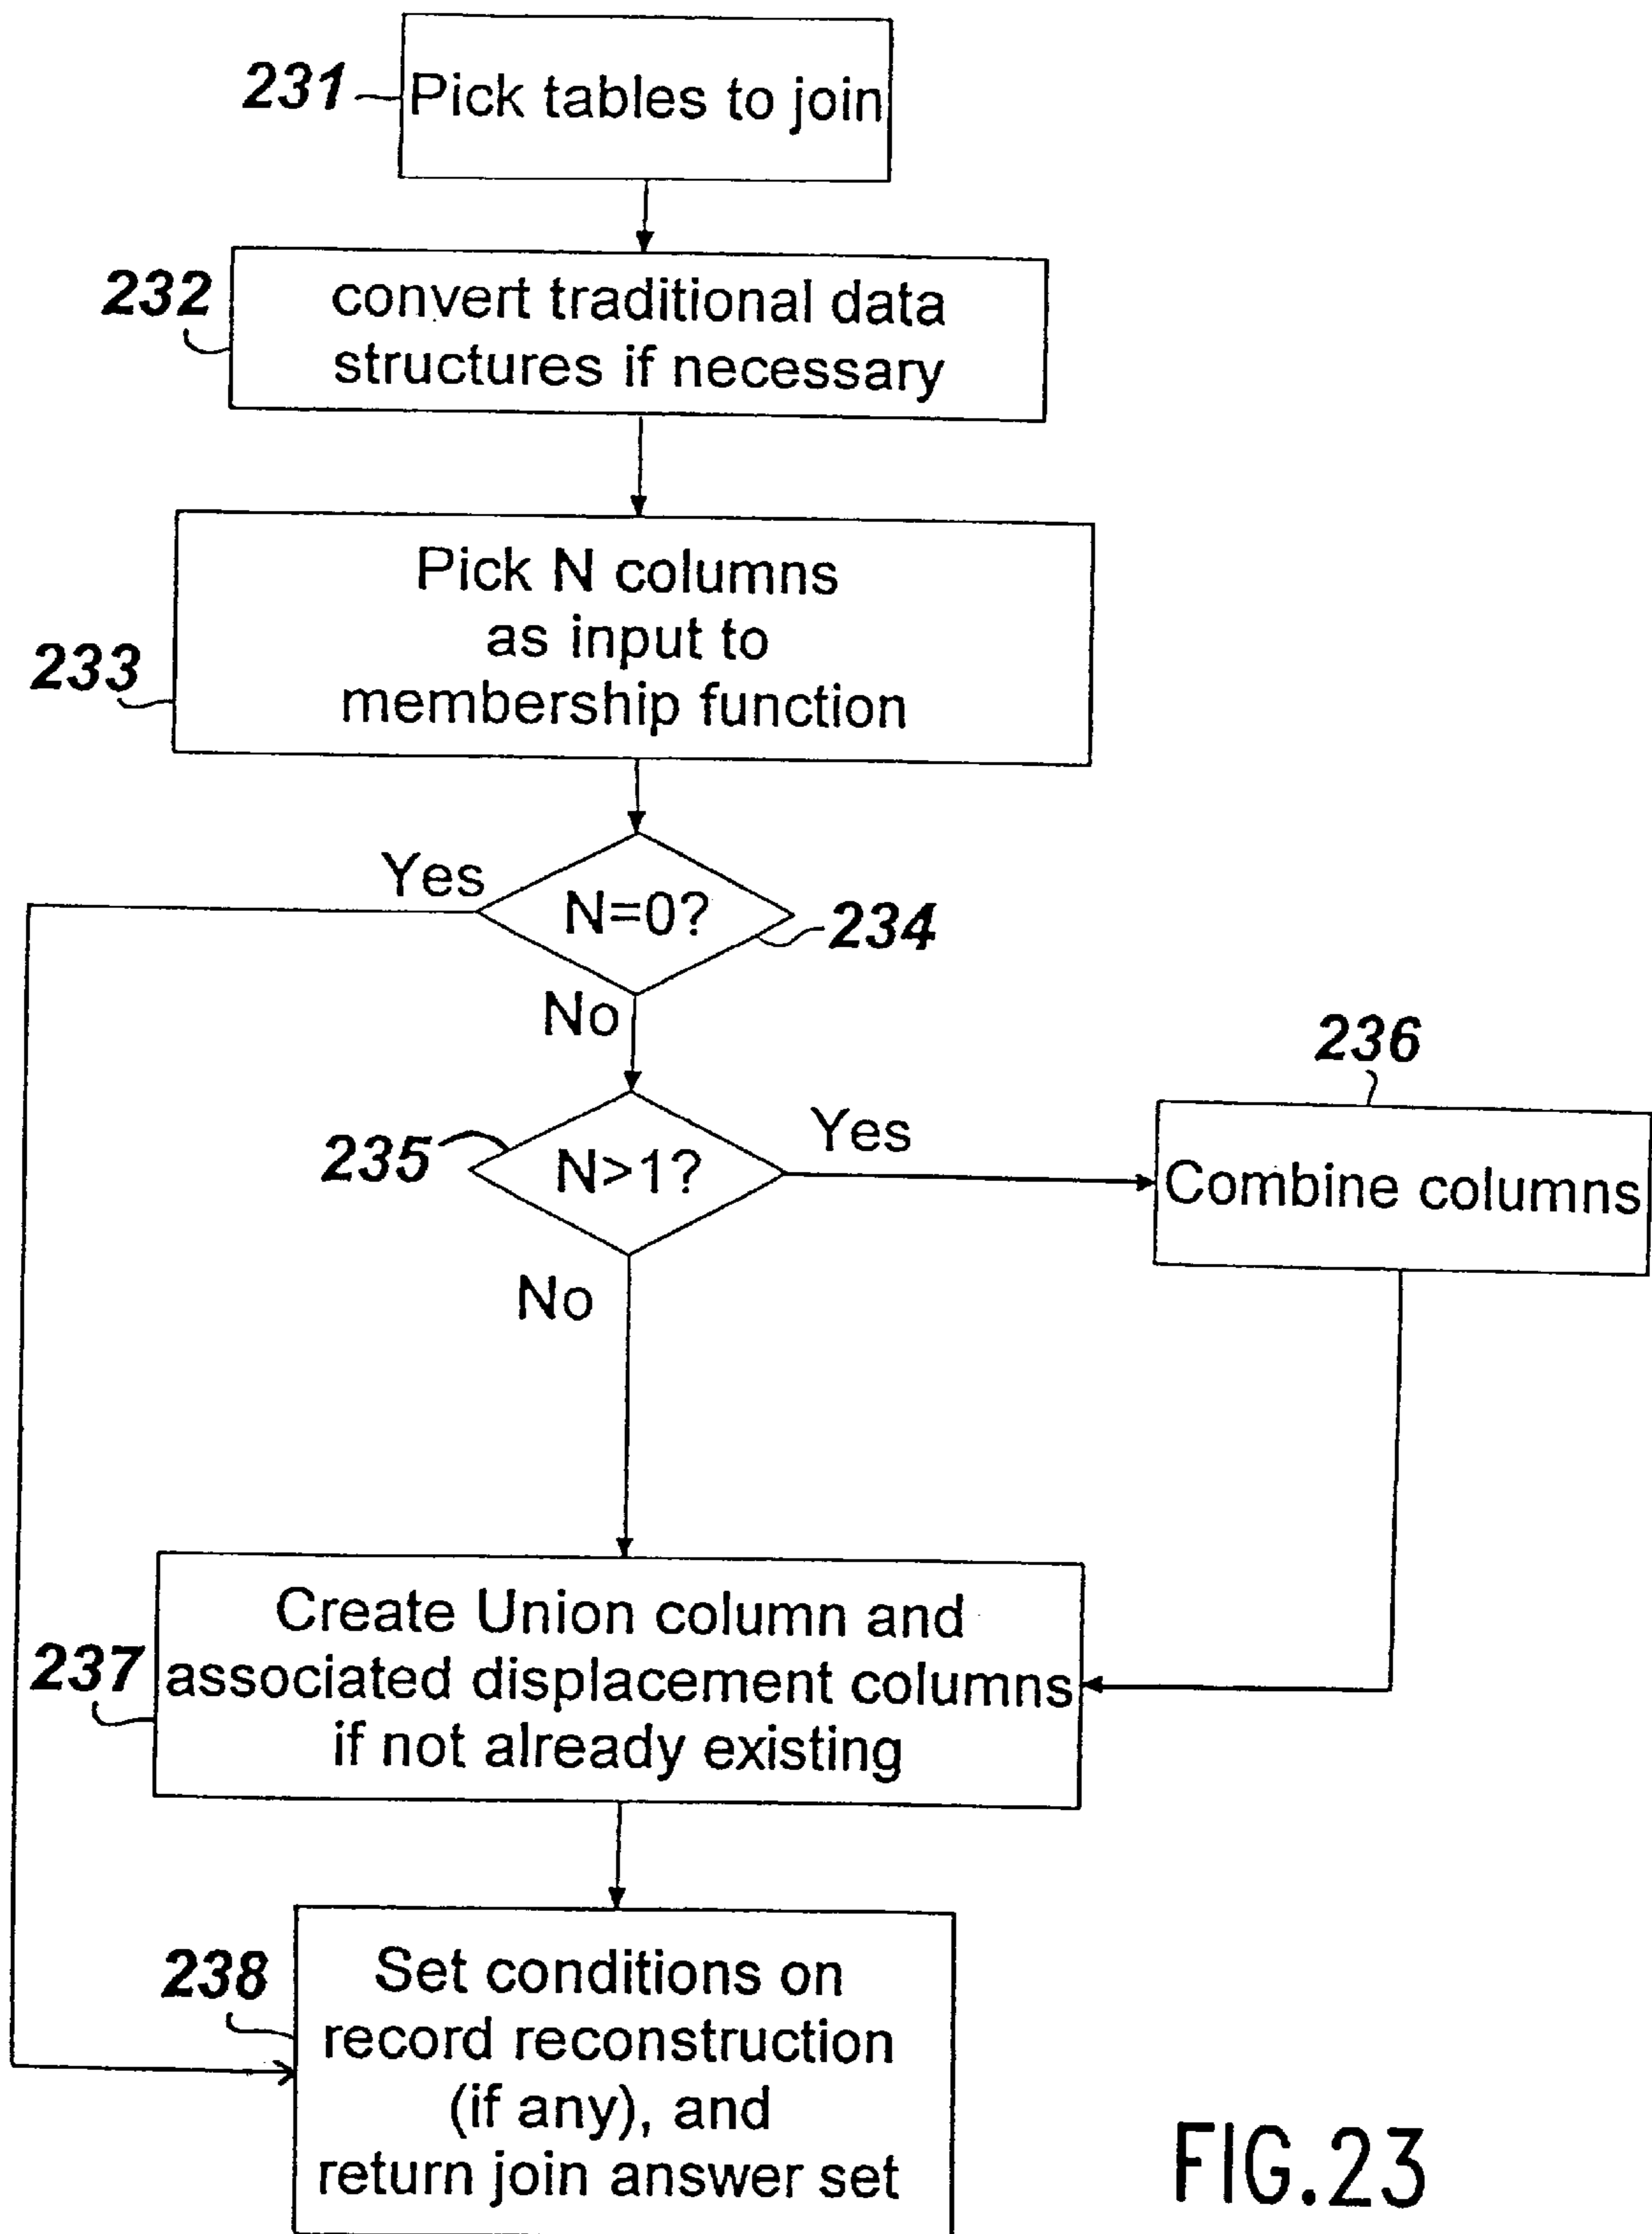 231
Pick tables to join
232
convert traditional data
structures if necessary
233
Pick N columns
as input to
membership function
Yes
N=0?
234
No
236
235
N>1?
Yes
Combine columns
No
237
Create Union column and
associated displacement columns
if not already existing
238
Set conditions on
record reconstruction
(if any), and
return join answer set
FIG.23